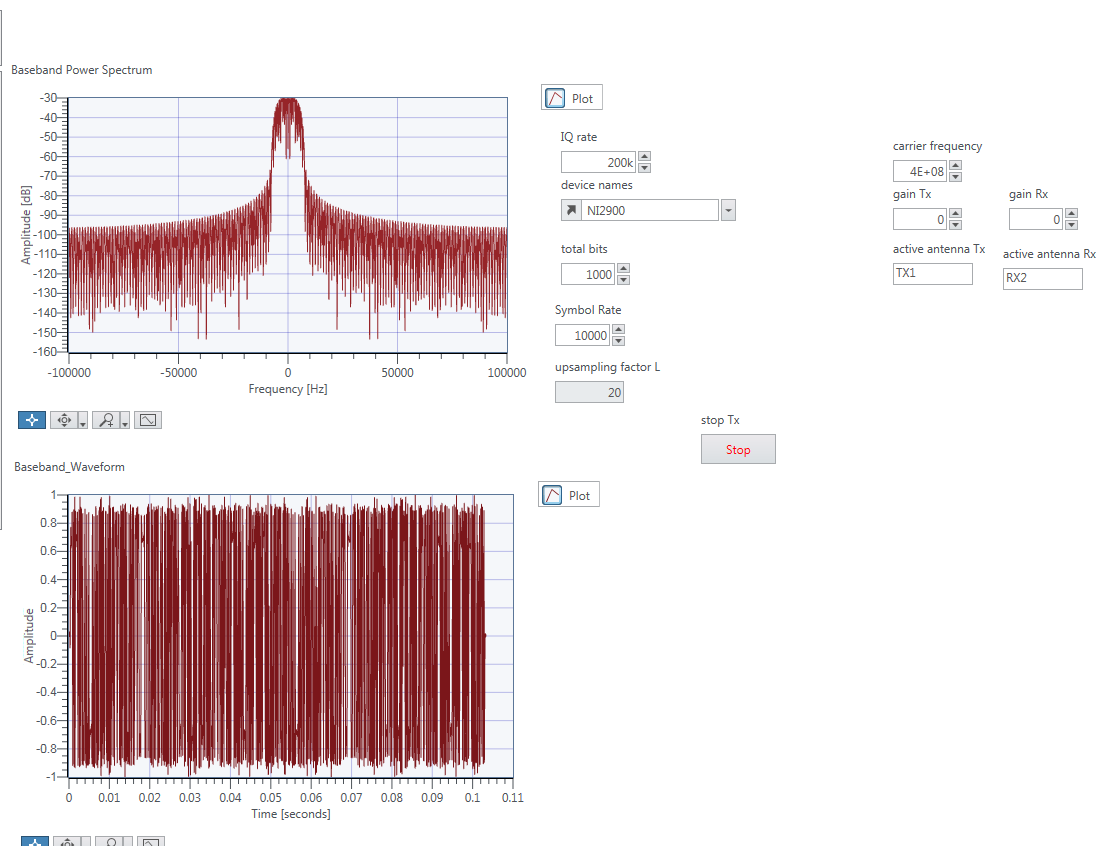 Baseband Power Spectrum
Plot
-30
-40
-50
-60
-70
-80
-90
-100
-110
-120
-130
-140
-150
-160
Amplitude [dB]
-100000 -50000 0 50000 100000
Frequency [Hz]
IQ rate
200k
device names
NI2900
total bits
1000
Symbol Rate
10000
upsampling factor L
20
carrier frequency
4E+08
gain Tx gain Rx
0 0
active antenna Tx active antenna Rx
TX1 RX2
stop Tx
Stop
Baseband_Waveform
Plot
1
0.8
0.6
0.4
0.2
0
-0.2
-0.4
-0.6
-0.8
-1
Amplitude
0 0.01 0.02 0.03 0.04 0.05 0.06 0.07 0.08 0.09 0.1 0.11
Time [seconds]